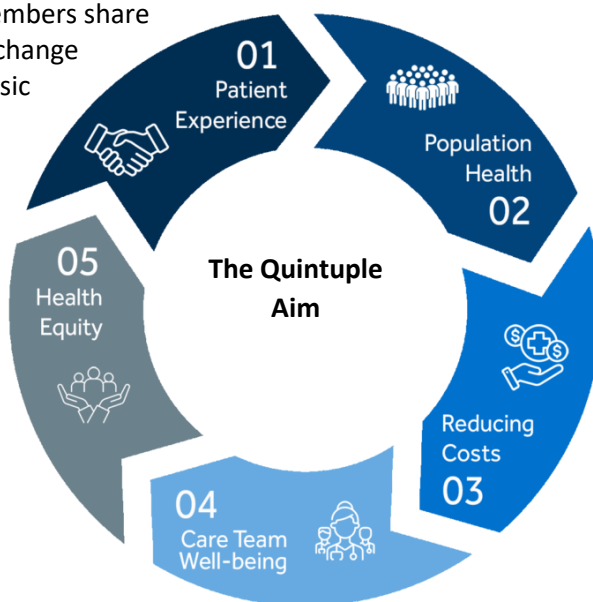 embers share
change
sic
01
Patient
Experience
Population
Health
02
Reducing
Costs
03
04
Care Team
Well-being
05
Health
Equity
The Quintuple
Aim